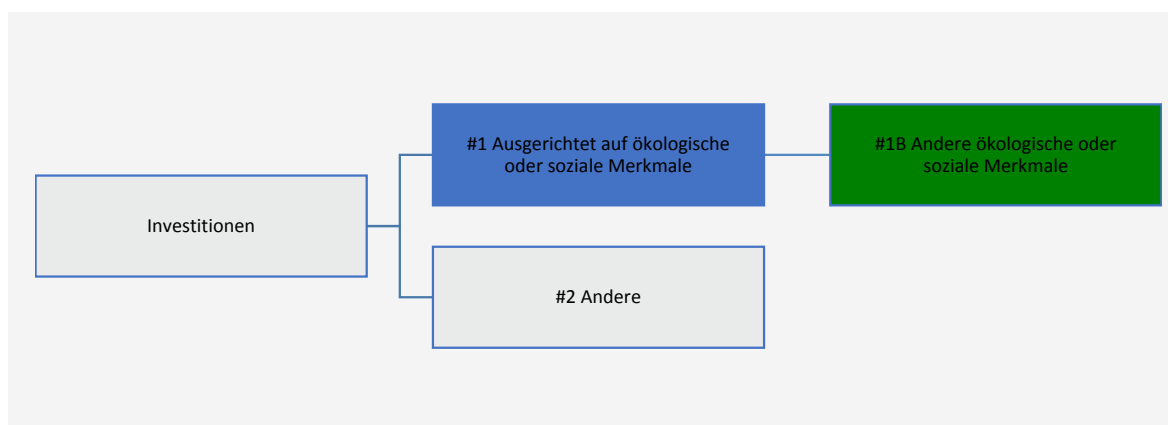 #1 Ausgerichtet auf ökologische
oder soziale Merkmale
#1B Andere ökologische oder
soziale Merkmale
Investitionen
#2 Andere